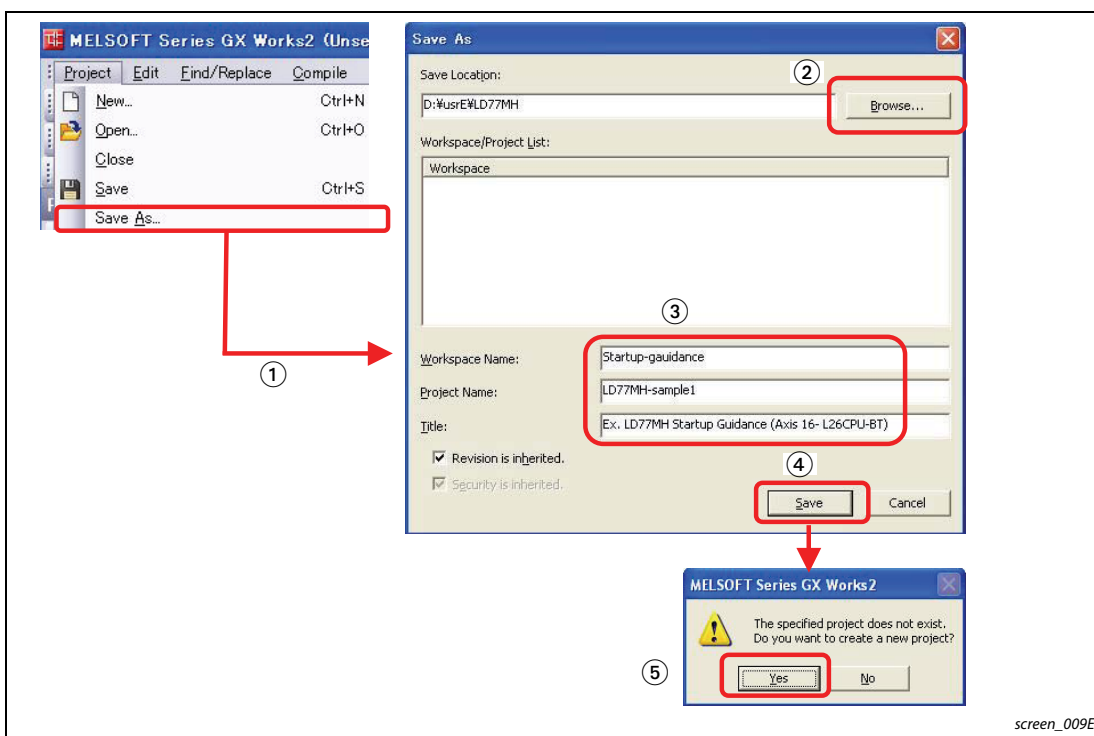 MELSOFT Series GX Works2 (Unse
Project Edit Find/Replace Compile
New... Ctrl+N
Open... Ctrl+O
Close
Save Ctrl+S
Save As...
①
Save As
Save Location:
②
D:¥usrE¥LD77MH
Browse...
Workspace/Project List:
Workspace
③
Workspace Name: Startup-gauidance
Project Name: LD77MH-sample1
Title: Ex. LD77MH Startup Guidance (Axis 16- L26CPU-BT)
Revision is inherited.
Security is inherited.
④
Save Cancel
MELSOFT Series GX Works2
The specified project does not exist.
Do you want to create a new project?
⑤
Yes No
screen_009E